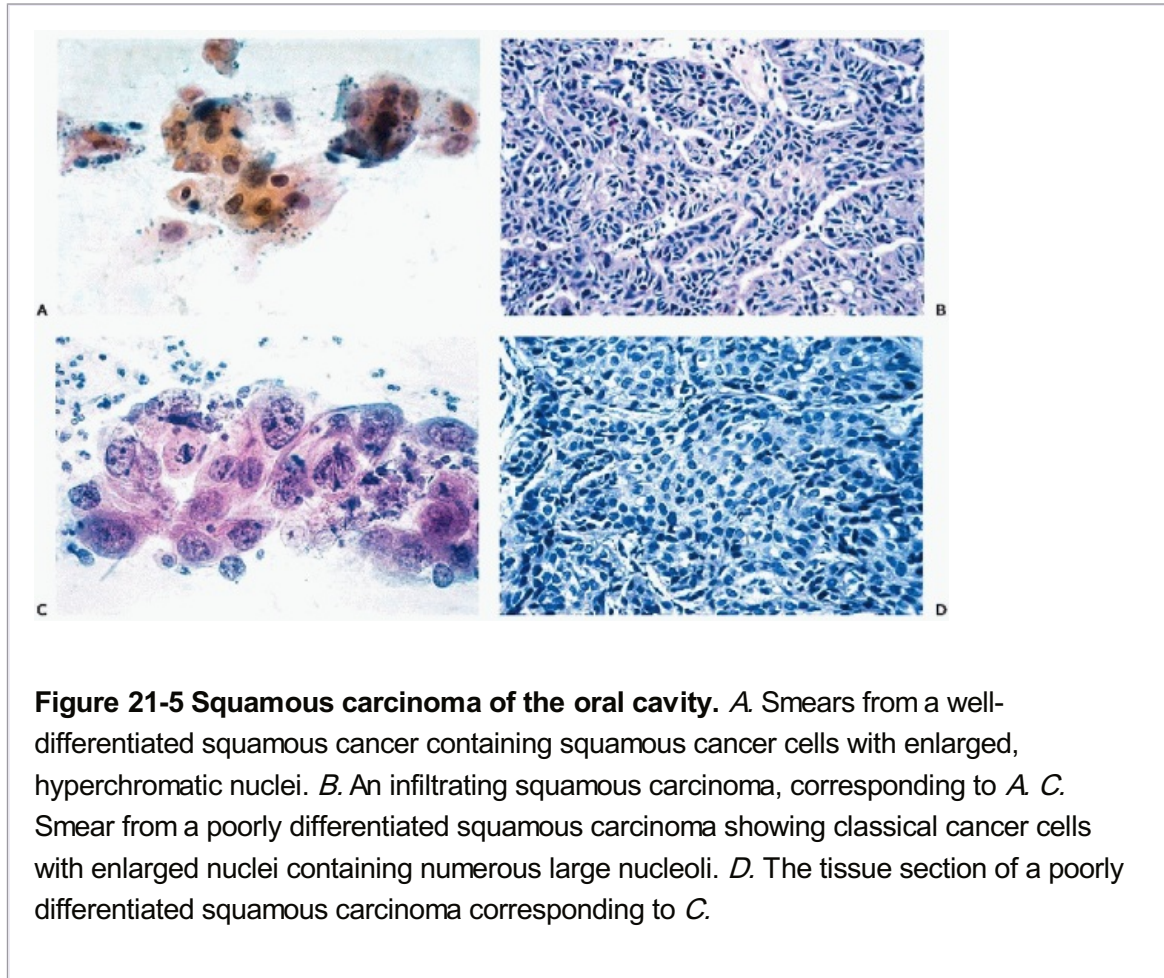 A
B
C
D
Figure 21-5 Squamous carcinoma of the oral cavity. A. Smears from a well-
differentiated squamous cancer containing squamous cancer cells with enlarged,
hyperchromatic nuclei. B. An infiltrating squamous carcinoma, corresponding to A. C.
Smear from a poorly differentiated squamous carcinoma showing classical cancer cells
with enlarged nuclei containing numerous large nucleoli. D. The tissue section of a poorly
differentiated squamous carcinoma corresponding to C.